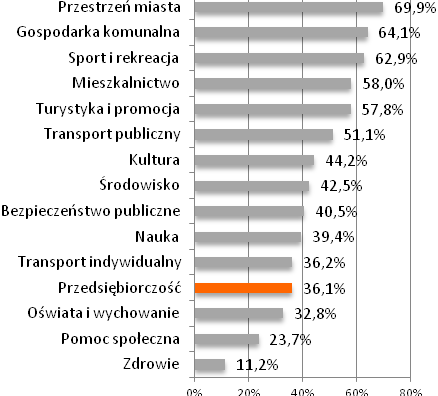 Przestrzeń miasta 69,9%
Gospodarka komunalna 64,1%
Sport i rekreacja 62,9%
Mieszkalnictwo 58,0%
Turystyka i promocja 57,8%
Transport publiczny 51,1%
Kultura 44,2%
Środowisko 42,5%
Bezpieczeństwo publiczne 40,5%
Nauka 39,4%
Transport indywidualny 36,2%
Przedsiębiorczość 36,1%
Oświata i wychowanie 32,8%
Pomoc społeczna 23,7%
Zdrowie 11,2%
0% 20% 40% 60% 80%